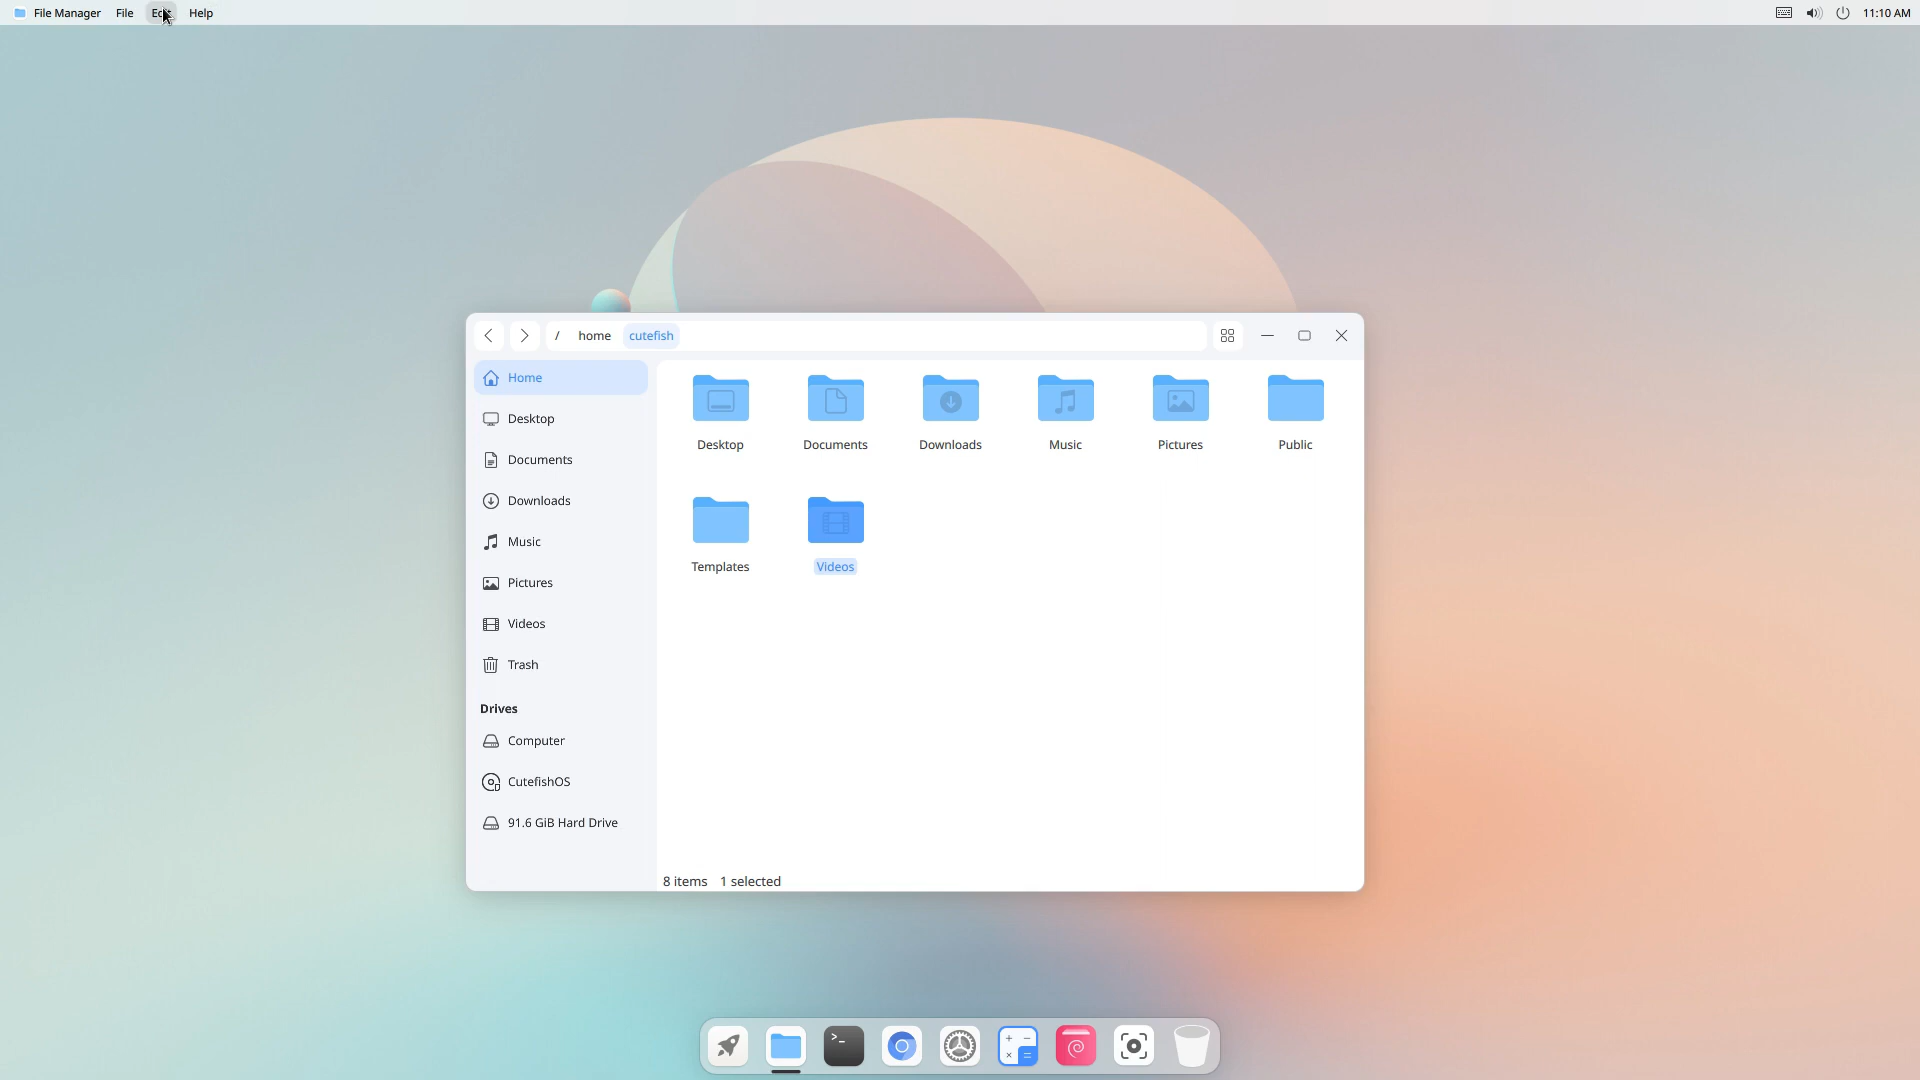 File Manager File Edit Help 11:10 AM
/ home cutefish
Home
Desktop
Documents
Downloads
Music
Pictures
Videos
Trash
Drives
Computer
CutefishOS
91.6 GiB Hard Drive
Desktop Documents Downloads Music Pictures Public
Templates Videos
8 items 1 selected
>_
+ −
× =